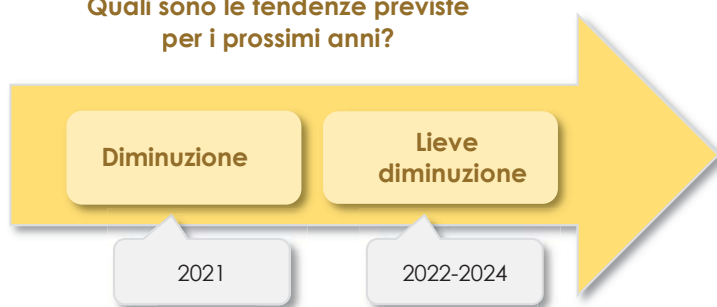 Quali sono le tendenze previste
per i prossimi anni?
Diminuzione
Lieve
diminuzione
2021
2022-2024